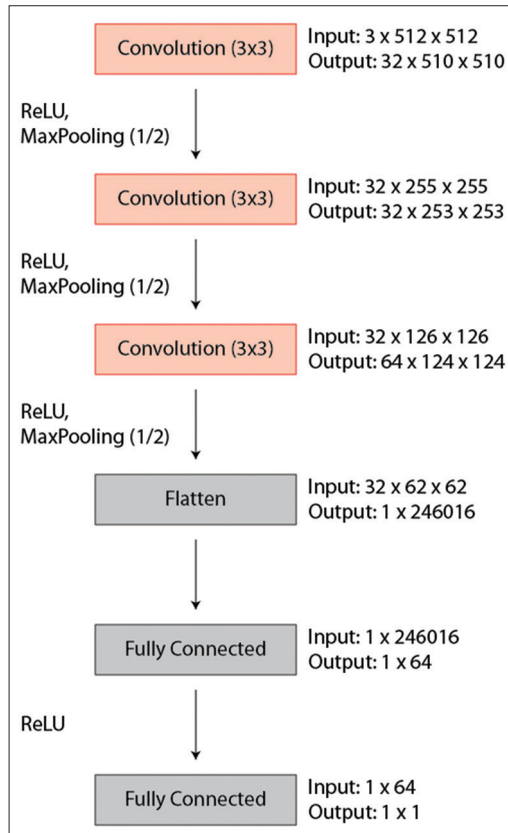 Convolution (3x3)
Input: 3 x 512 x 512
Output: 32 x 510 x 510
ReLU,
MaxPooling (1/2)
Convolution (3x3)
Input: 32 x 255 x 255
Output: 32 x 253 x 253
ReLU,
MaxPooling (1/2)
Convolution (3x3)
Input: 32 x 126 x 126
Output: 64 x 124 x 124
ReLU,
MaxPooling (1/2)
Flatten
Input: 32 x 62 x 62
Output: 1 x 246016
Fully Connected
Input: 1 x 246016
Output: 1 x 64
ReLU
Fully Connected
Input: 1 x 64
Output: 1 x 1